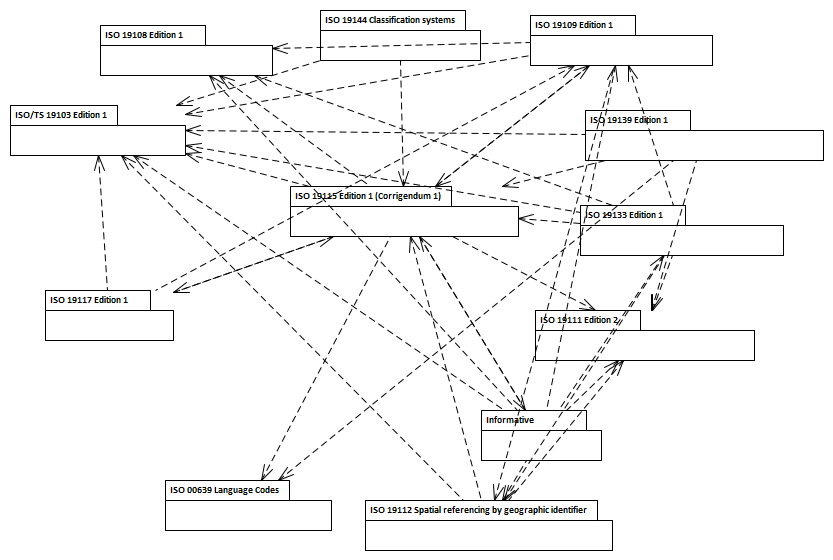 ISO 19144 Classification systems
ISO 19109 Edition 1
ISO 19108 Edition 1
ISO/TS 19103 Edition 1
ISO 19139 Edition 1
ISO 19115 Edition 1 (Corrigendum 1)
ISO 19133 Edition 1
ISO 19117 Edition 1
ISO 19111 Edition 2
Informative
ISO 00639 Language Codes
ISO 19112 Spatial referencing by geographic identifier